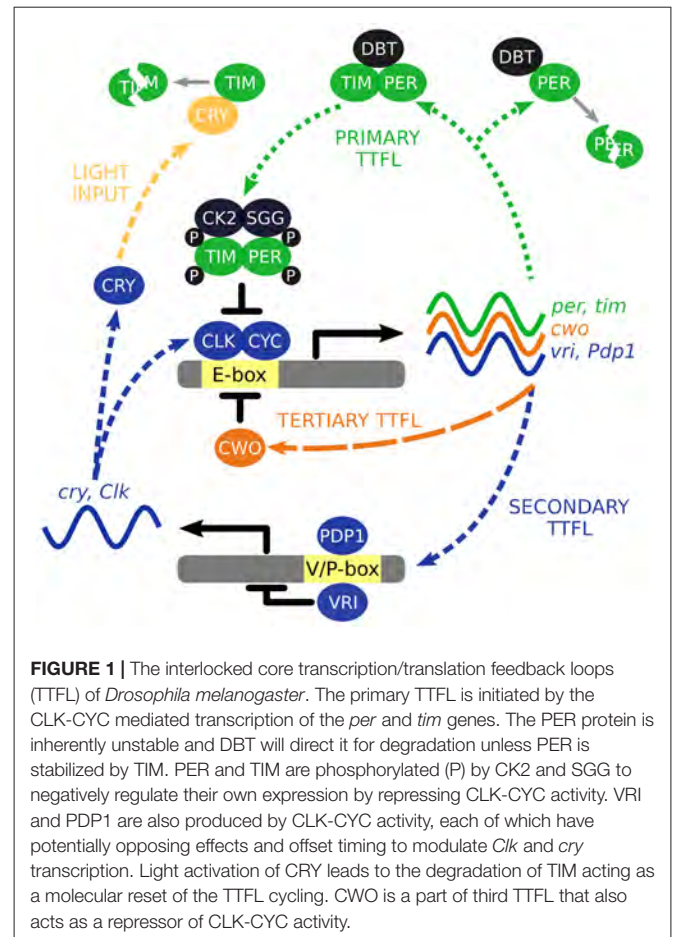 DBT
DBT
TIM
TIM
TIM PER
PER
CRY
PER
PRIMARY
TTFL
LIGHT
INPUT
CK2 SGG
P P
TIM PER
P P
CRY
per, tim
cwo
vri, Pdp1
CLK CYC
E-box
TERTIARY TTFL
CWO
cry, Clk
SECONDARY
TTFL
PDP1
V/P-box
VRI
FIGURE 1 | The interlocked core transcription/translation feedback loops
(TTFL) of Drosophila melanogaster. The primary TTFL is initiated by the
CLK-CYC mediated transcription of the per and tim genes. The PER protein is
inherently unstable and DBT will direct it for degradation unless PER is
stabilized by TIM. PER and TIM are phosphorylated (P) by CK2 and SGG to
negatively regulate their own expression by repressing CLK-CYC activity. VRI
and PDP1 are also produced by CLK-CYC activity, each of which have
potentially opposing effects and offset timing to modulate Clk and cry
transcription. Light activation of CRY leads to the degradation of TIM acting as
a molecular reset of the TTFL cycling. CWO is a part of third TTFL that also
acts as a repressor of CLK-CYC activity.